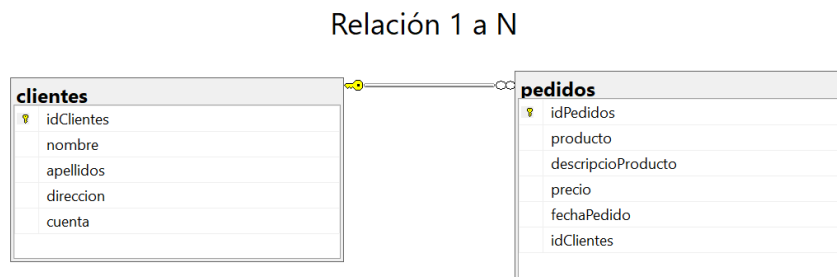 Relación 1 a N
clientes
idClientes
nombre
apellidos
direccion
cuenta
pedidos
idPedidos
producto
descripcioProducto
precio
fechaPedido
idClientes